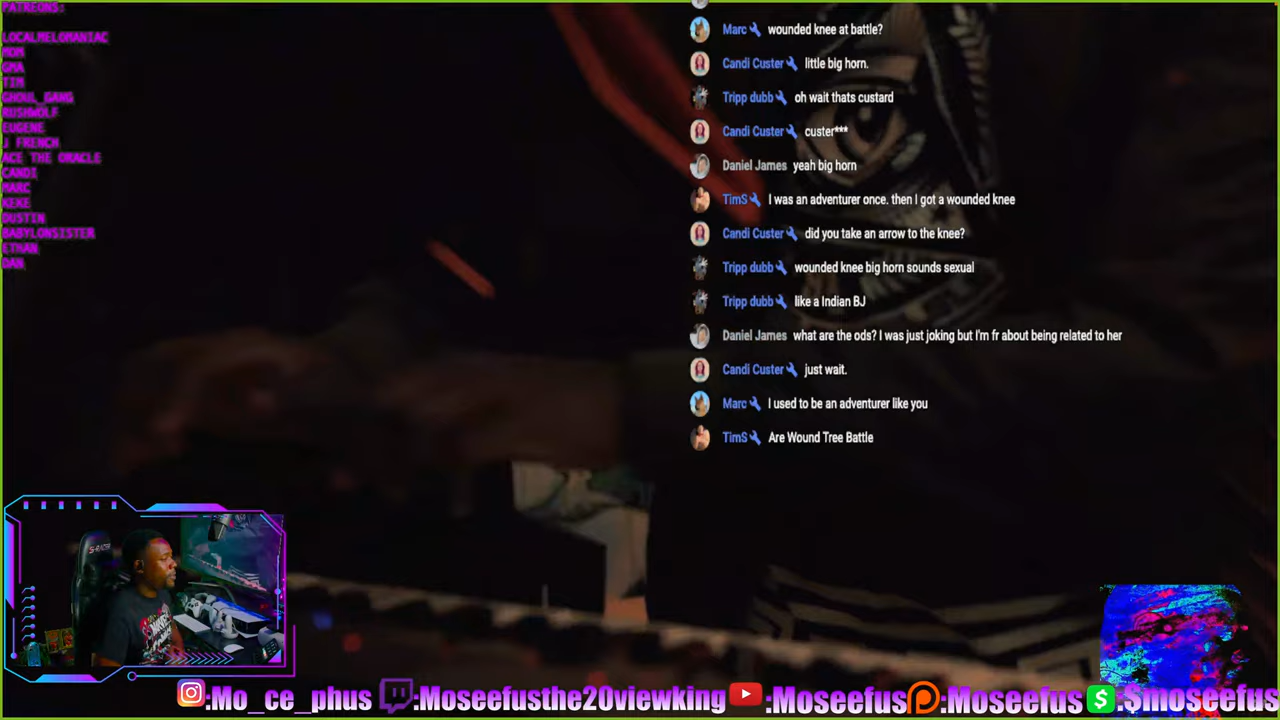 PATREONS:
LOCALMELOMANIAC
MOM
GMA
TIM
GHOUL_GANG
RUSHWOLF
EUGENE
J FRENCH
ACE THE ORACLE
CANDI
MARC
KEKE
DUSTIN
BABYLONSISTER
ETHAN
DAN
Marc wounded knee at battle?
Candi Custer little big horn.
Tripp dubb oh wait thats custard
Candi Custer custer***
Daniel James yeah big horn
TimS I was an adventurer once. then I got a wounded knee
Candi Custer did you take an arrow to the knee?
Tripp dubb wounded knee big horn sounds sexual
Tripp dubb like a Indian BJ
Daniel James what are the ods? I was just joking but I'm fr about being related to her
Candi Custer just wait.
Marc I used to be an adventurer like you
TimS Are Wound Tree Battle
:Mo_ce_phus :Moseefusthe20viewking :Moseefus :Moseefus :$moseefus